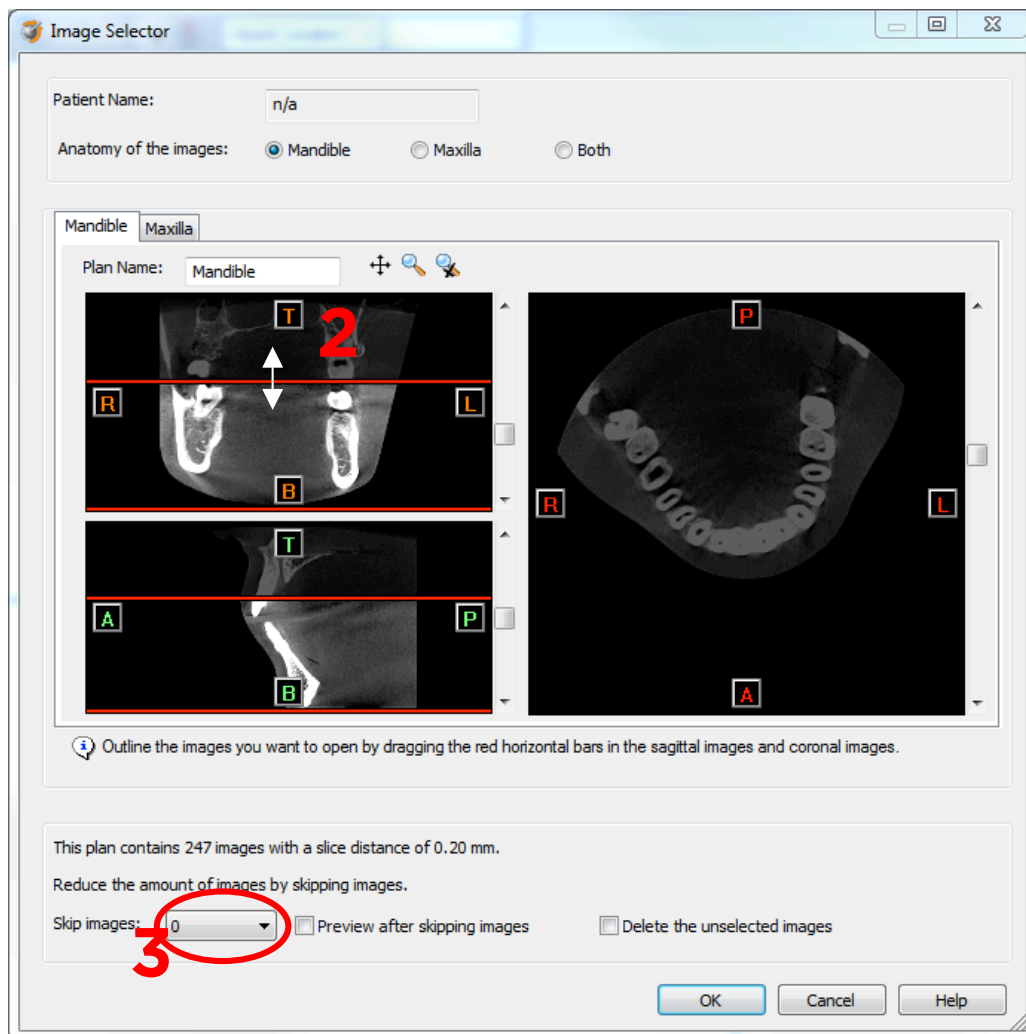 Image Selector
Patient Name: n/a
Anatomy of the images: Mandible Maxilla Both
Mandible Maxilla
Plan Name: Mandible
T 2
R L
B
T
A P
B
P
R L
A
Outline the images you want to open by dragging the red horizontal bars in the sagittal images and coronal images.
This plan contains 247 images with a slice distance of 0.20 mm.
Reduce the amount of images by skipping images.
Skip images: 0 Preview after skipping images Delete the unselected images
3
OK Cancel Help